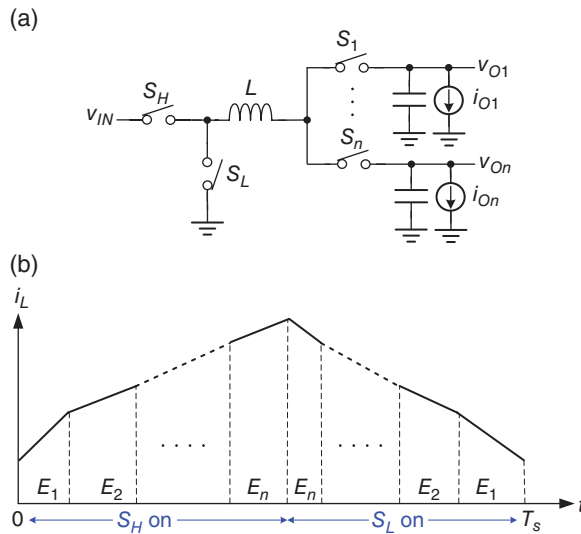 (a)
S1
vO1
SH
L
vIN
iO1
Sn
vOn
SL
iOn
(b)
iL
E1 E2 . . . . En En . . . . E2 E1
0 SH on SL on Ts t